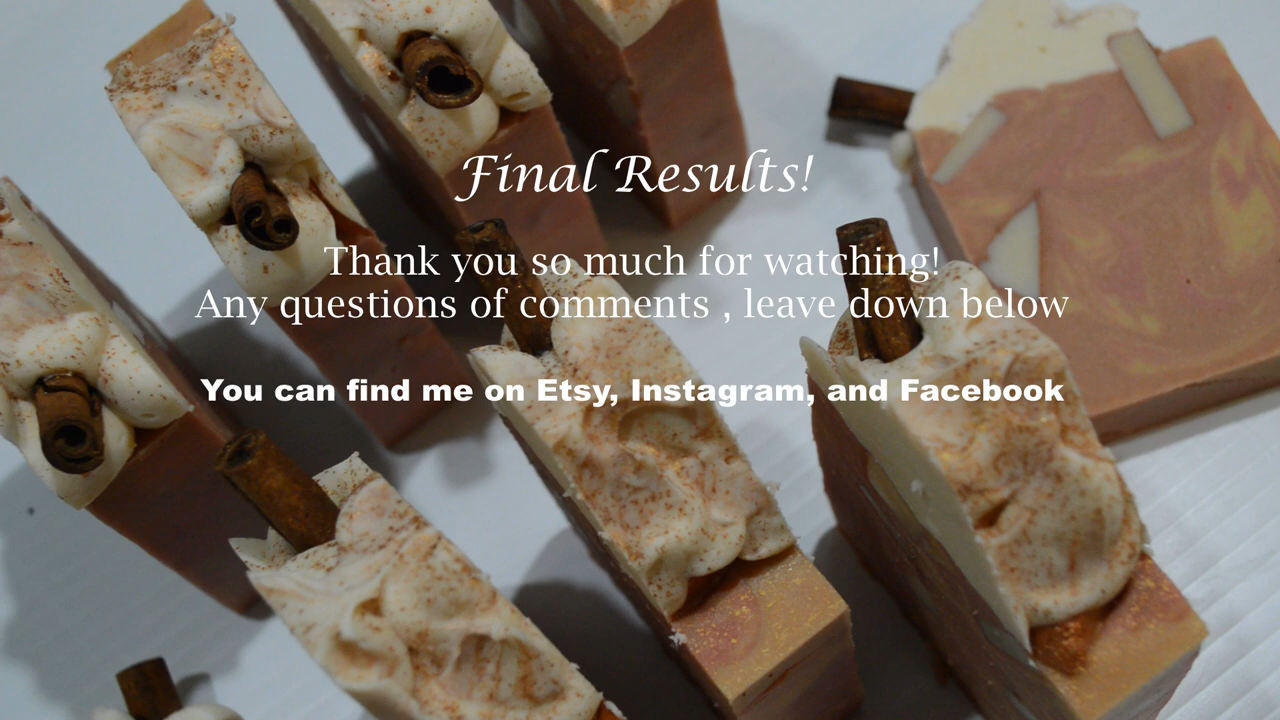 Final Results!
Thank you so much for watching!
Any questions of comments , leave down below
You can find me on Etsy, Instagram, and Facebook